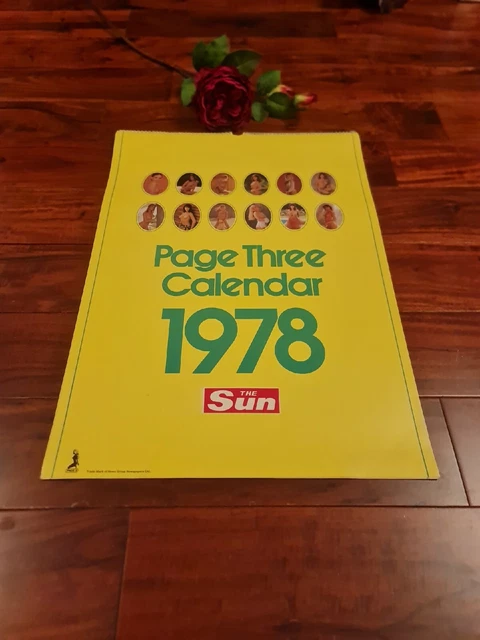 Page Three
Calendar
1978
THE
Sun